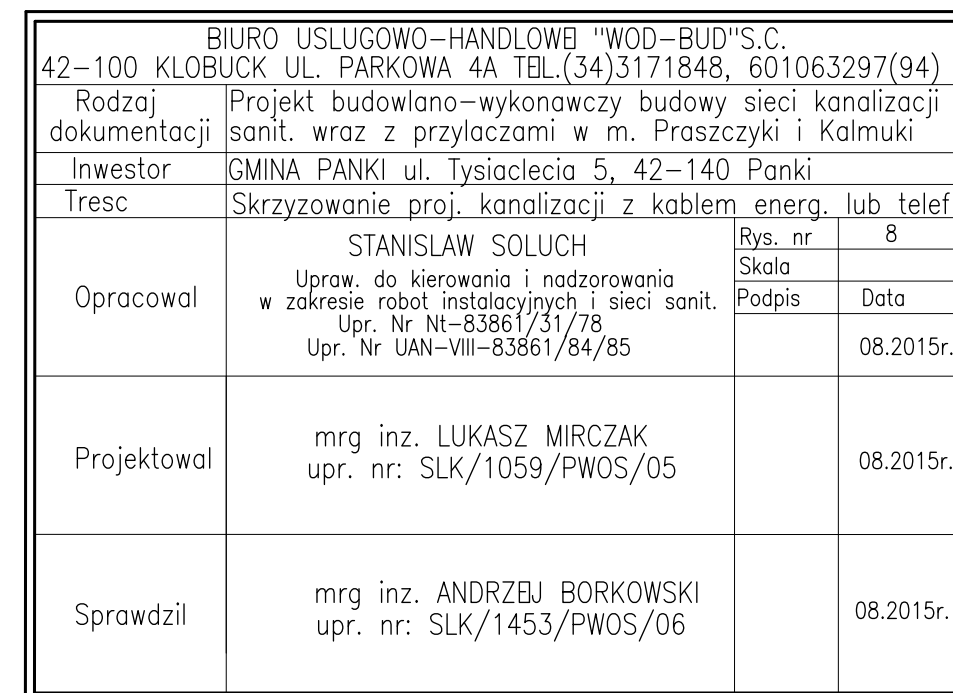 BIURO USLUGOWO-HANDLOWE "WOD-BUD"S.C.
42-100 KLOBUCK UL. PARKOWA 4A TEL.(34)3171848, 601063297(94)
Rodzaj dokumentacji
Projekt budowlano-wykonawczy budowy sieci kanalizacji
sanit. wraz z przylaczami w m. Praszczyki i Kalmuki
Inwestor GMINA PANKI ul. Tysiaclecia 5, 42-140 Panki
Tresc Skrzyzowanie proj. kanalizacji z kablem energ. lub telef
Opracowal
STANISLAW SOLUCH
Upraw. do kierowania i nadzorowania
w zakresie robot instalacyjnych i sieci sanit.
Upr. Nr Nt-83861/31/78
Upr. Nr UAN-VIII-83861/84/85
Rys. nr 8
Skala
Podpis Data
08.2015r.
Projektowal
mrg inz. LUKASZ MIRCZAK
upr. nr: SLK/1059/PWOS/05
08.2015r.
Sprawdzil
mrg inz. ANDRZEJ BORKOWSKI
upr. nr: SLK/1453/PWOS/06
08.2015r.